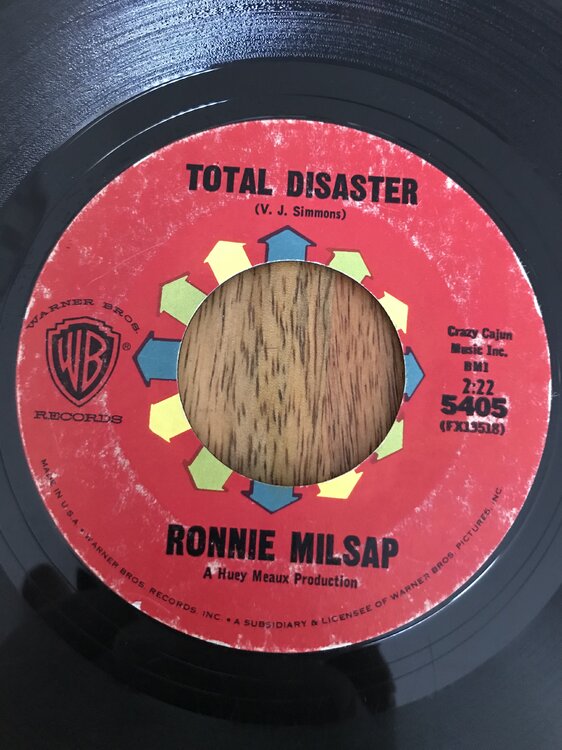 TOTAL DISASTER
(V. J. Simmons)
WARNER BROS.
WB
®
RECORDS
Crazy Cajun
Music Inc.
BMI
2:22
5405
(FX13518)
RONNIE MILSAP
A Huey Meaux Production
MADE IN U.S.A. • WARNER BROS. RECORDS, INC. • A SUBSIDIARY & LICENSEE OF WARNER BROS. PICTURES, INC.